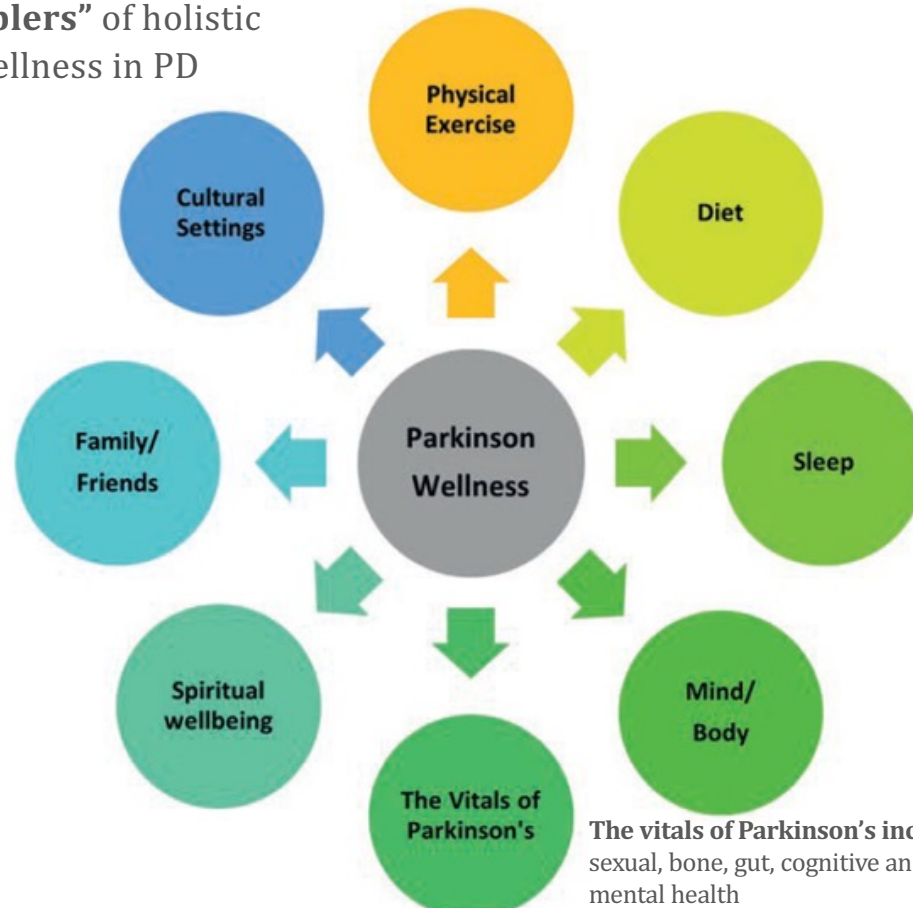 blers” of holistic
ellness in PD
Physical
Exercise
Cultural
Settings
Diet
Family/
Friends
Parkinson
Wellness
Sleep
Spiritual
wellbeing
Mind/
Body
The Vitals of
Parkinson's
The vitals of Parkinson’s inc
sexual, bone, gut, cognitive an
mental health